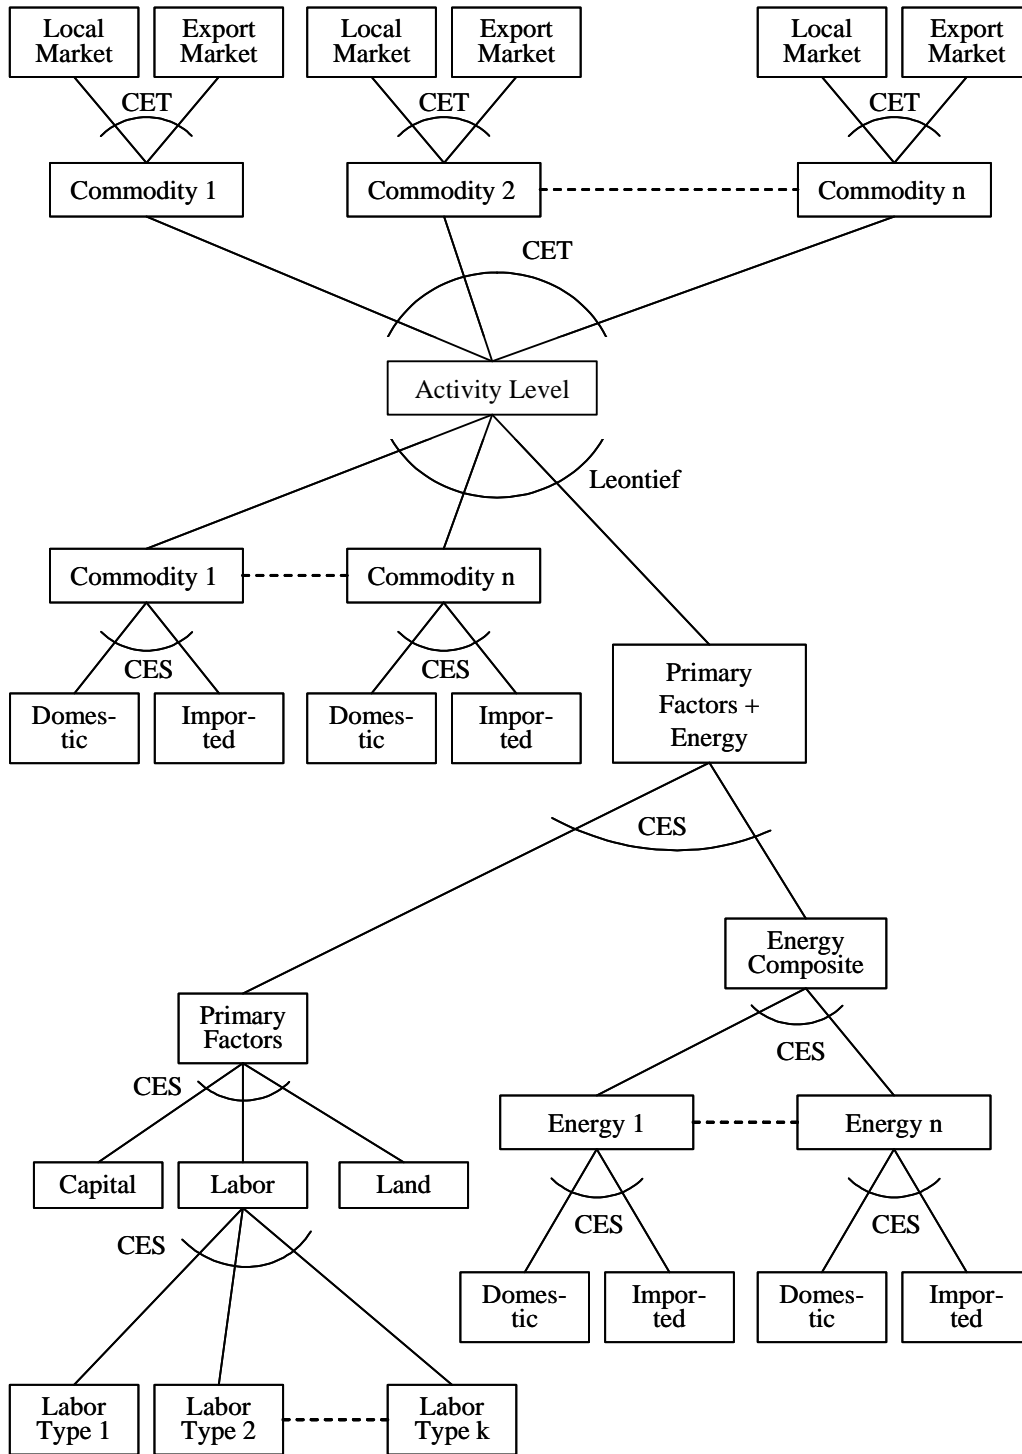 Local
Market
Export
Market
Local
Market
Export
Market
Local
Market
Export
Market
CET
CET
CET
Commodity 1
Commodity 2
Commodity n
CET
Activity Level
Leontief
Commodity 1
Commodity n
CES
CES
Domes-
tic
Impor-
ted
Domes-
tic
Impor-
ted
Primary
Factors +
Energy
CES
Energy
Composite
Primary
Factors
CES
CES
Energy 1
Energy n
Capital
Labor
Land
CES
CES
CES
Domes-
tic
Impor-
ted
Domes-
tic
Impor-
ted
Labor
Type 1
Labor
Type 2
Labor
Type k